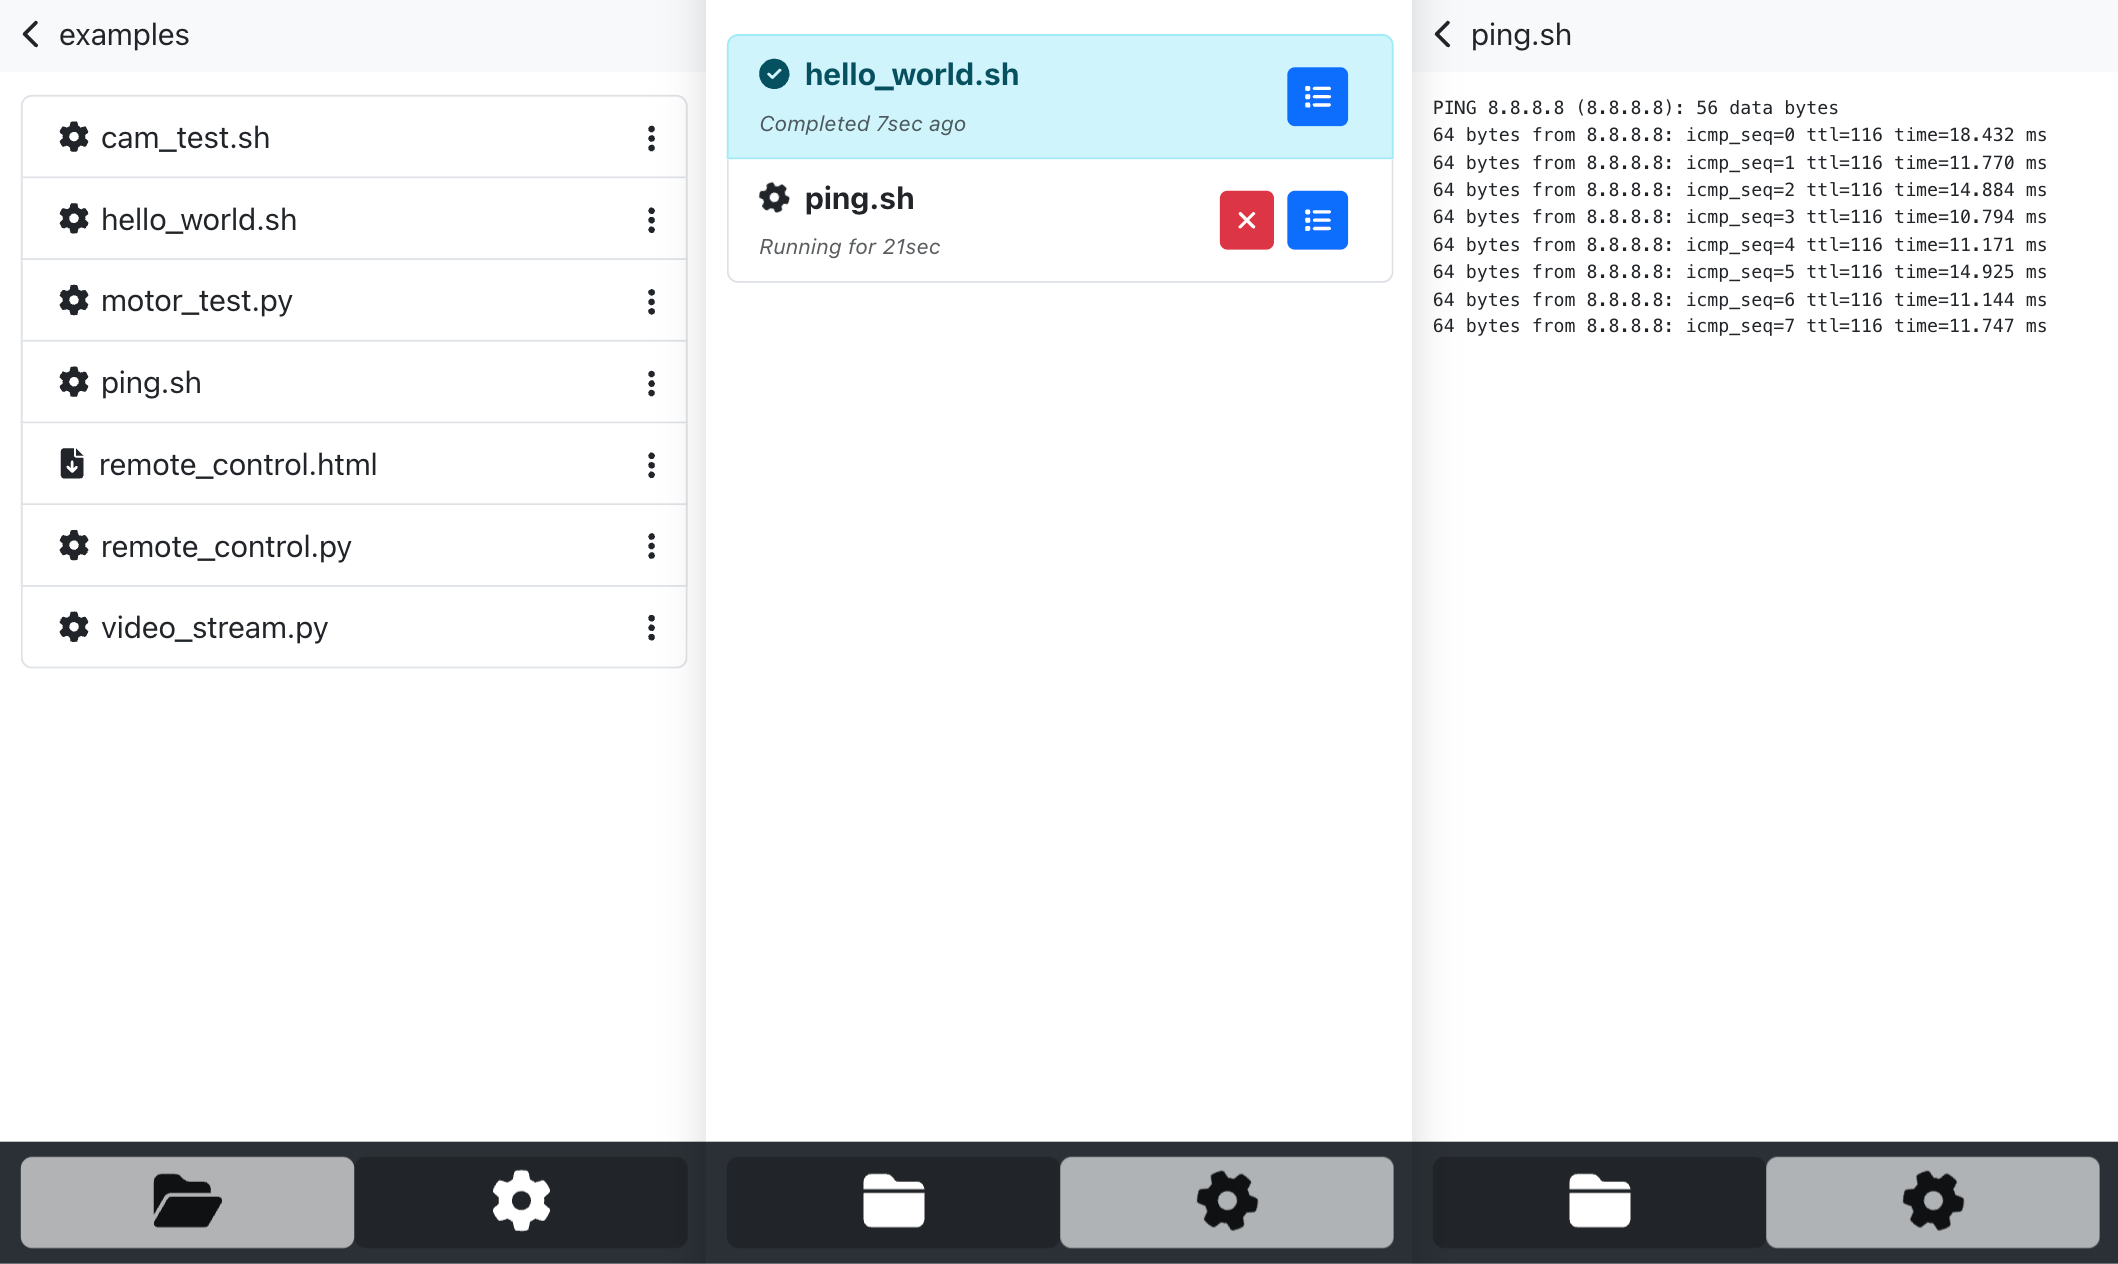 examples
cam_test.sh
hello_world.sh
motor_test.py
ping.sh
remote_control.html
remote_control.py
video_stream.py
hello_world.sh
Completed 7sec ago
ping.sh
Running for 21sec
ping.sh
PING 8.8.8.8 (8.8.8.8): 56 data bytes
64 bytes from 8.8.8.8: icmp_seq=0 ttl=116 time=18.432 ms
64 bytes from 8.8.8.8: icmp_seq=1 ttl=116 time=11.770 ms
64 bytes from 8.8.8.8: icmp_seq=2 ttl=116 time=14.884 ms
64 bytes from 8.8.8.8: icmp_seq=3 ttl=116 time=10.794 ms
64 bytes from 8.8.8.8: icmp_seq=4 ttl=116 time=11.171 ms
64 bytes from 8.8.8.8: icmp_seq=5 ttl=116 time=14.925 ms
64 bytes from 8.8.8.8: icmp_seq=6 ttl=116 time=11.144 ms
64 bytes from 8.8.8.8: icmp_seq=7 ttl=116 time=11.747 ms